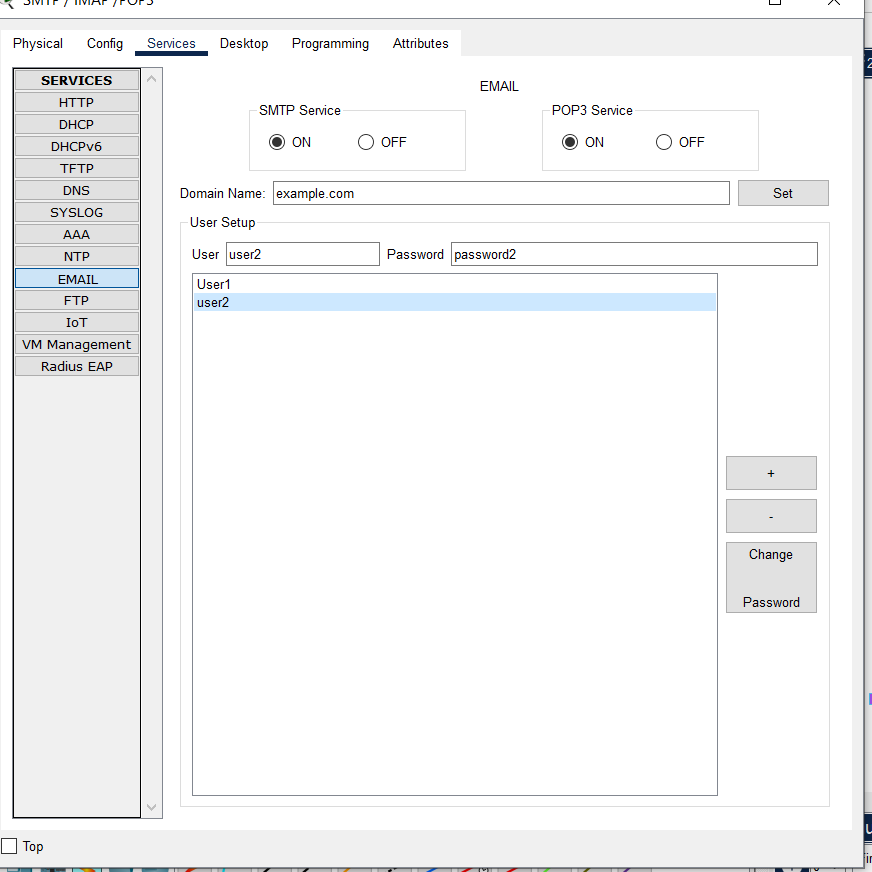 SMTP / IMAP /POP3
Physical Config Services Desktop Programming Attributes
SERVICES
HTTP
DHCP
DHCPv6
TFTP
DNS
SYSLOG
AAA
NTP
EMAIL
FTP
IoT
VM Management
Radius EAP
EMAIL
SMTP Service
ON OFF
POP3 Service
ON OFF
Domain Name: example.com Set
User Setup
User user2 Password password2
User1
user2
+
-
Change
Password
Top